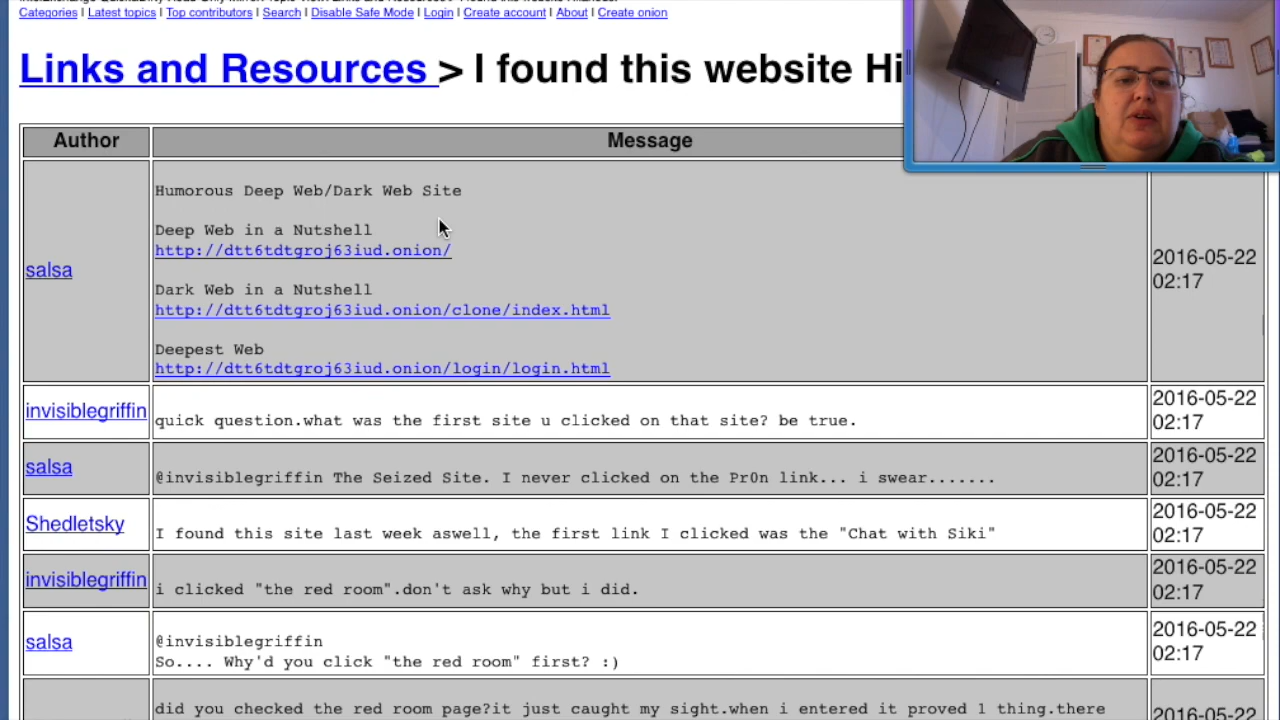 Categories | Latest topics | Top contributors | Search | Disable Safe Mode | Login | Create account | About | Create onion
Links and Resources > I found this website Hi
Author Message
salsa
Humorous Deep Web/Dark Web Site
Deep Web in a Nutshell
http://dtt6tdtgroj63iud.onion/
Dark Web in a Nutshell
http://dtt6tdtgroj63iud.onion/clone/index.html
Deepest Web
http://dtt6tdtgroj63iud.onion/login/login.html
2016-05-22
02:17
invisiblegriffin
quick question.what was the first site u clicked on that site? be true.
2016-05-22
02:17
salsa
@invisiblegriffin The Seized Site. I never clicked on the Pr0n link... i swear.......
2016-05-22
02:17
Shedletsky
I found this site last week aswell, the first link I clicked was the "Chat with Siki"
2016-05-22
02:17
invisiblegriffin
i clicked "the red room".don't ask why but i did.
2016-05-22
02:17
salsa
@invisiblegriffin
So.... Why'd you click "the red room" first? :)
2016-05-22
02:17
did you checked the red room page?it just caught my sight.when i entered it proved 1 thing.there
2016-05-22